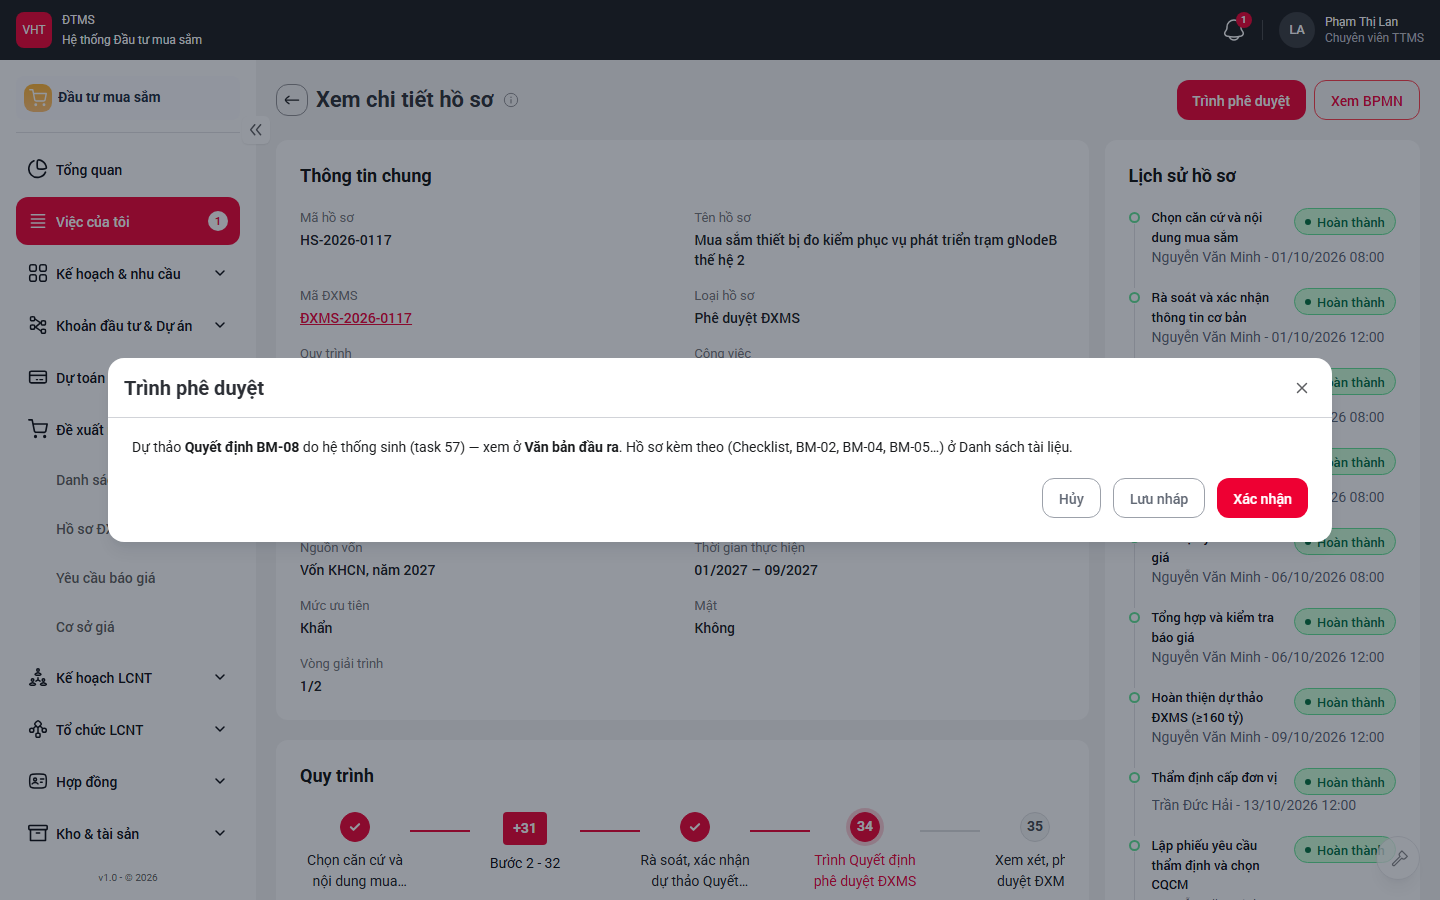 VHT
ĐTMS
Hệ thống Đầu tư mua sắm
1
LA
Phạm Thị Lan
Chuyên viên TTMS
Đầu tư mua sắm
Tổng quan
Việc của tôi
1
Kế hoạch & nhu cầu
Khoản đầu tư & Dự án
Dự toán
Đề xuất
Hồ sơ
Yêu cầu báo giá
Cơ sở giá
Kế hoạch LCNT
Tổ chức LCNT
Hợp đồng
Kho & tài sản
v1.0 - © 2026
Xem chi tiết hồ sơ
Trình phê duyệt
Xem BPMN
Thông tin chung
Mã hồ sơ
HS-2026-0117
Tên hồ sơ
Mua sắm thiết bị đo kiểm phục vụ phát triển trạm gNodeB
thế hệ 2
Mã ĐXMS
ĐXMS-2026-0117
Loại hồ sơ
Phê duyệt ĐXMS
Quy trình
Công việc
Trình phê duyệt
Dự thảo Quyết định BM-08 do hệ thống sinh (task 57) — xem ở Văn bản đầu ra. Hồ sơ kèm theo (Checklist, BM-02, BM-04, BM-05…) ở Danh sách tài liệu.
Hủy
Lưu nháp
Xác nhận
Nguồn vốn
Vốn KHCN, năm 2027
Thời gian thực hiện
01/2027 – 09/2027
Mức ưu tiên
Khẩn
Mật
Không
Vòng giải trình
1/2
Quy trình
+31
34
35
Chọn căn cứ và
nội dung mua...
Bước 2 - 32
Rà soát, xác nhận
dự thảo Quyết...
Trình Quyết định
phê duyệt ĐXMS
Xem xét, ph
duyệt ĐXM
Lịch sử hồ sơ
Chọn căn cứ và nội
dung mua sắm
Hoàn thành
Nguyễn Văn Minh - 01/10/2026 08:00
Rà soát và xác nhận
thông tin cơ bản
Hoàn thành
Nguyễn Văn Minh - 01/10/2026 12:00
thành
26 08:00
thành
26 08:00
giá
Hoàn thành
Nguyễn Văn Minh - 06/10/2026 08:00
Tổng hợp và kiểm tra
báo giá
Hoàn thành
Nguyễn Văn Minh - 06/10/2026 12:00
Hoàn thiện dự thảo
ĐXMS (≥160 tỷ)
Hoàn thành
Nguyễn Văn Minh - 09/10/2026 12:00
Thẩm định cấp đơn vị
Hoàn thành
Trần Đức Hải - 13/10/2026 12:00
Lập phiếu yêu cầu
thẩm định và chọn
CQCM
Hoàn thành